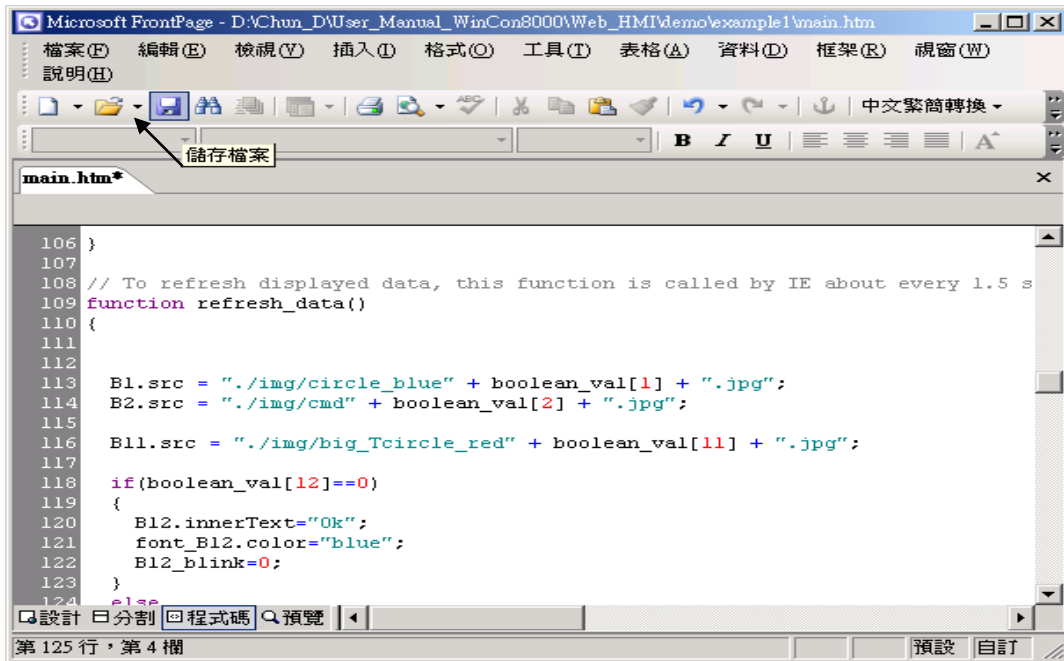 Microsoft FrontPage - D:\Chun_D\User_Manual_WinCon8000\Web_HMI\demo\example1\main.htm
檔案(F) 編輯(E) 檢視(V) 插入(I) 格式(O) 工具(T) 表格(A) 資料(D) 框架(R) 視窗(W)
說明(H)
ABC 中文繁簡轉換
B I U A
儲存檔案
main.htm*
106 }
107
108 // To refresh displayed data, this function is called by IE about every 1.5 s
109 function refresh_data()
110 {
111
112
113 B1.src = "./img/circle_blue" + boolean_val[1] + ".jpg";
114 B2.src = "./img/cmd" + boolean_val[2] + ".jpg";
115
116 B11.src = "./img/big_Tcircle_red" + boolean_val[11] + ".jpg";
117
118 if(boolean_val[12]==0)
119 {
120 B12.innerText="Ok";
121 font_B12.color="blue";
122 B12_blink=0;
123 }
124 else
設計 分割 程式碼 預覽
第 125 行,第 4 欄 預設 自訂